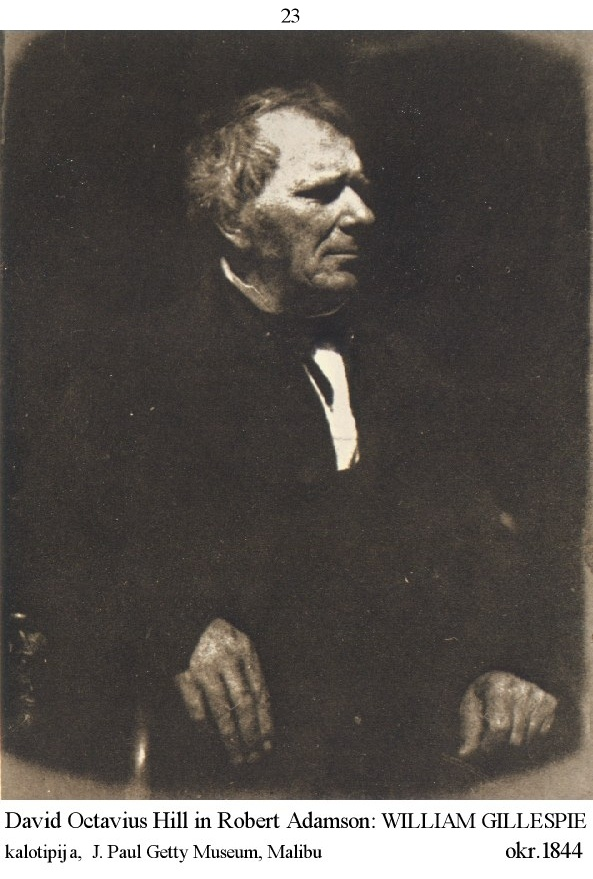 23
David Octavius Hill in Robert Adamson: WILLIAM GILLESPIE
kalotipija, J. Paul Getty Museum, Malibu okr.1844